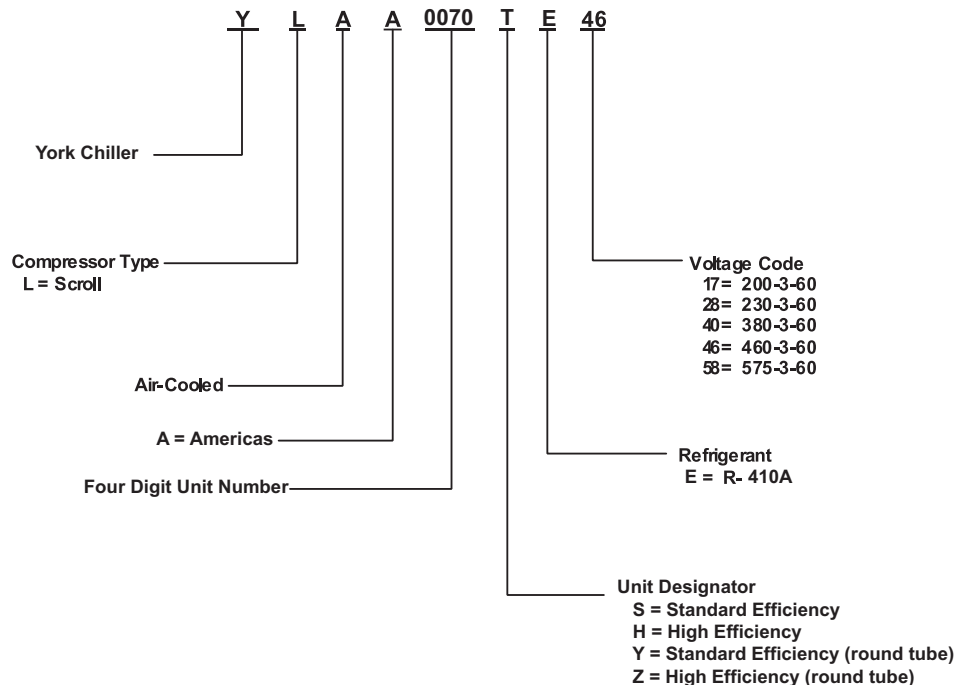 Y L A A 0070 T E 46
York Chiller
Compressor Type
L = Scroll
Air-Cooled
A = Americas
Four Digit Unit Number
Voltage Code
17= 200-3-60
28= 230-3-60
40= 380-3-60
46= 460-3-60
58= 575-3-60
Refrigerant
E = R- 410A
Unit Designator
S = Standard Efficiency
H = High Efficiency
Y = Standard Efficiency (round tube)
Z = High Efficiency (round tube)